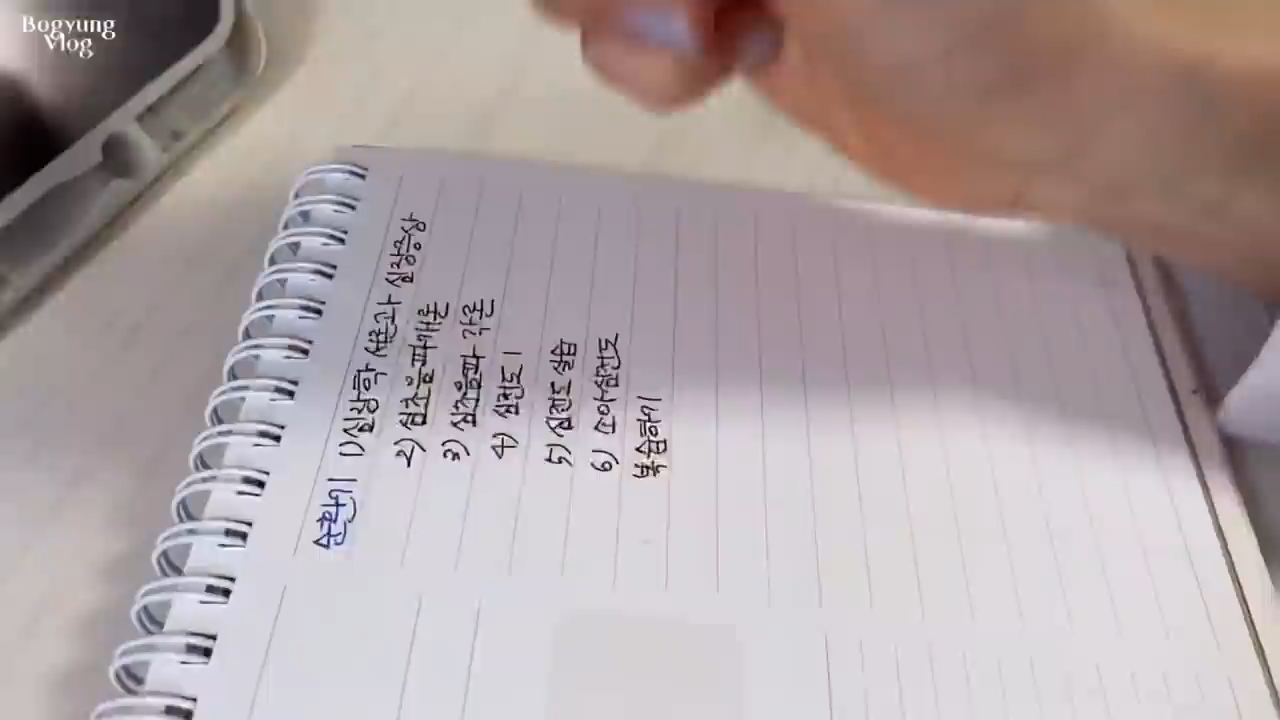 Bogyung
Vlog
순환기 1) 심장학 서론과 심장증상
2) 심초음파개론
3) 심초음파 각론
4) 심전도 1
5) 심전도 실습
6) 소아심전도
복습하기